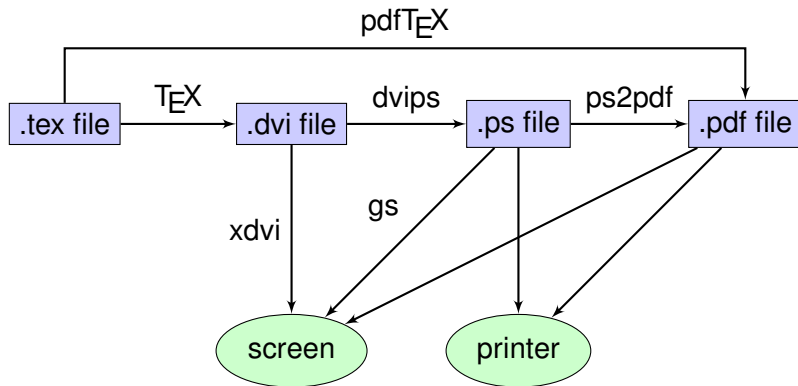 pdfTEX
TEX
dvips
ps2pdf
.tex file
.dvi file
.ps file
.pdf file
xdvi
gs
screen
printer